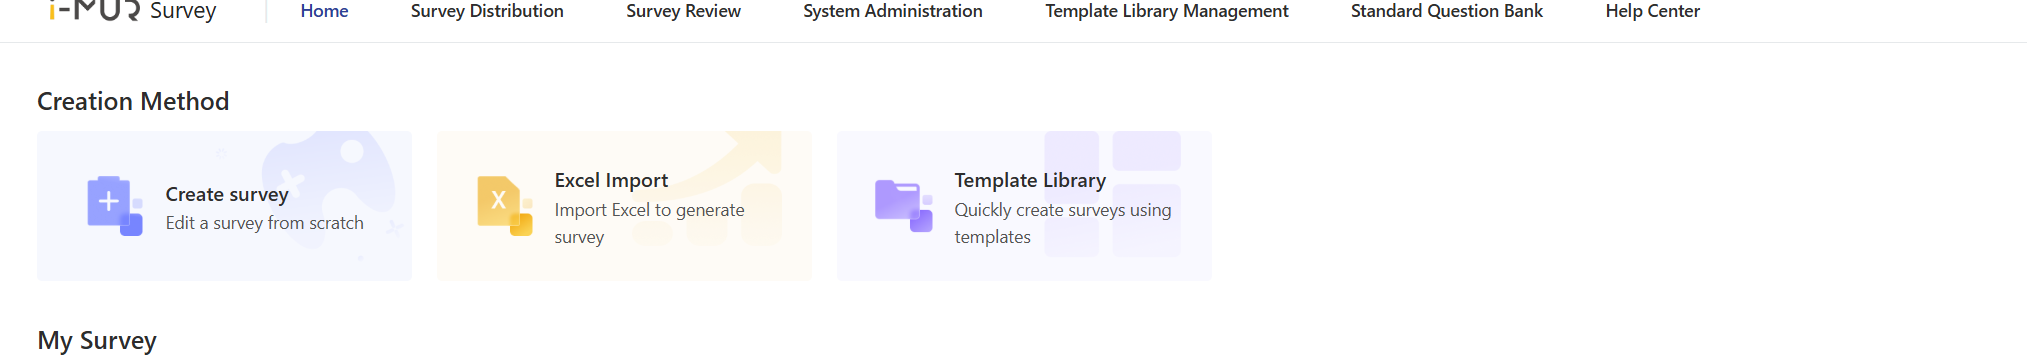 i-MUR Survey Home Survey Distribution Survey Review System Administration Template Library Management Standard Question Bank Help Center
Creation Method
Create survey
Edit a survey from scratch
Excel Import
Import Excel to generate
survey
Template Library
Quickly create surveys using
templates
My Survey